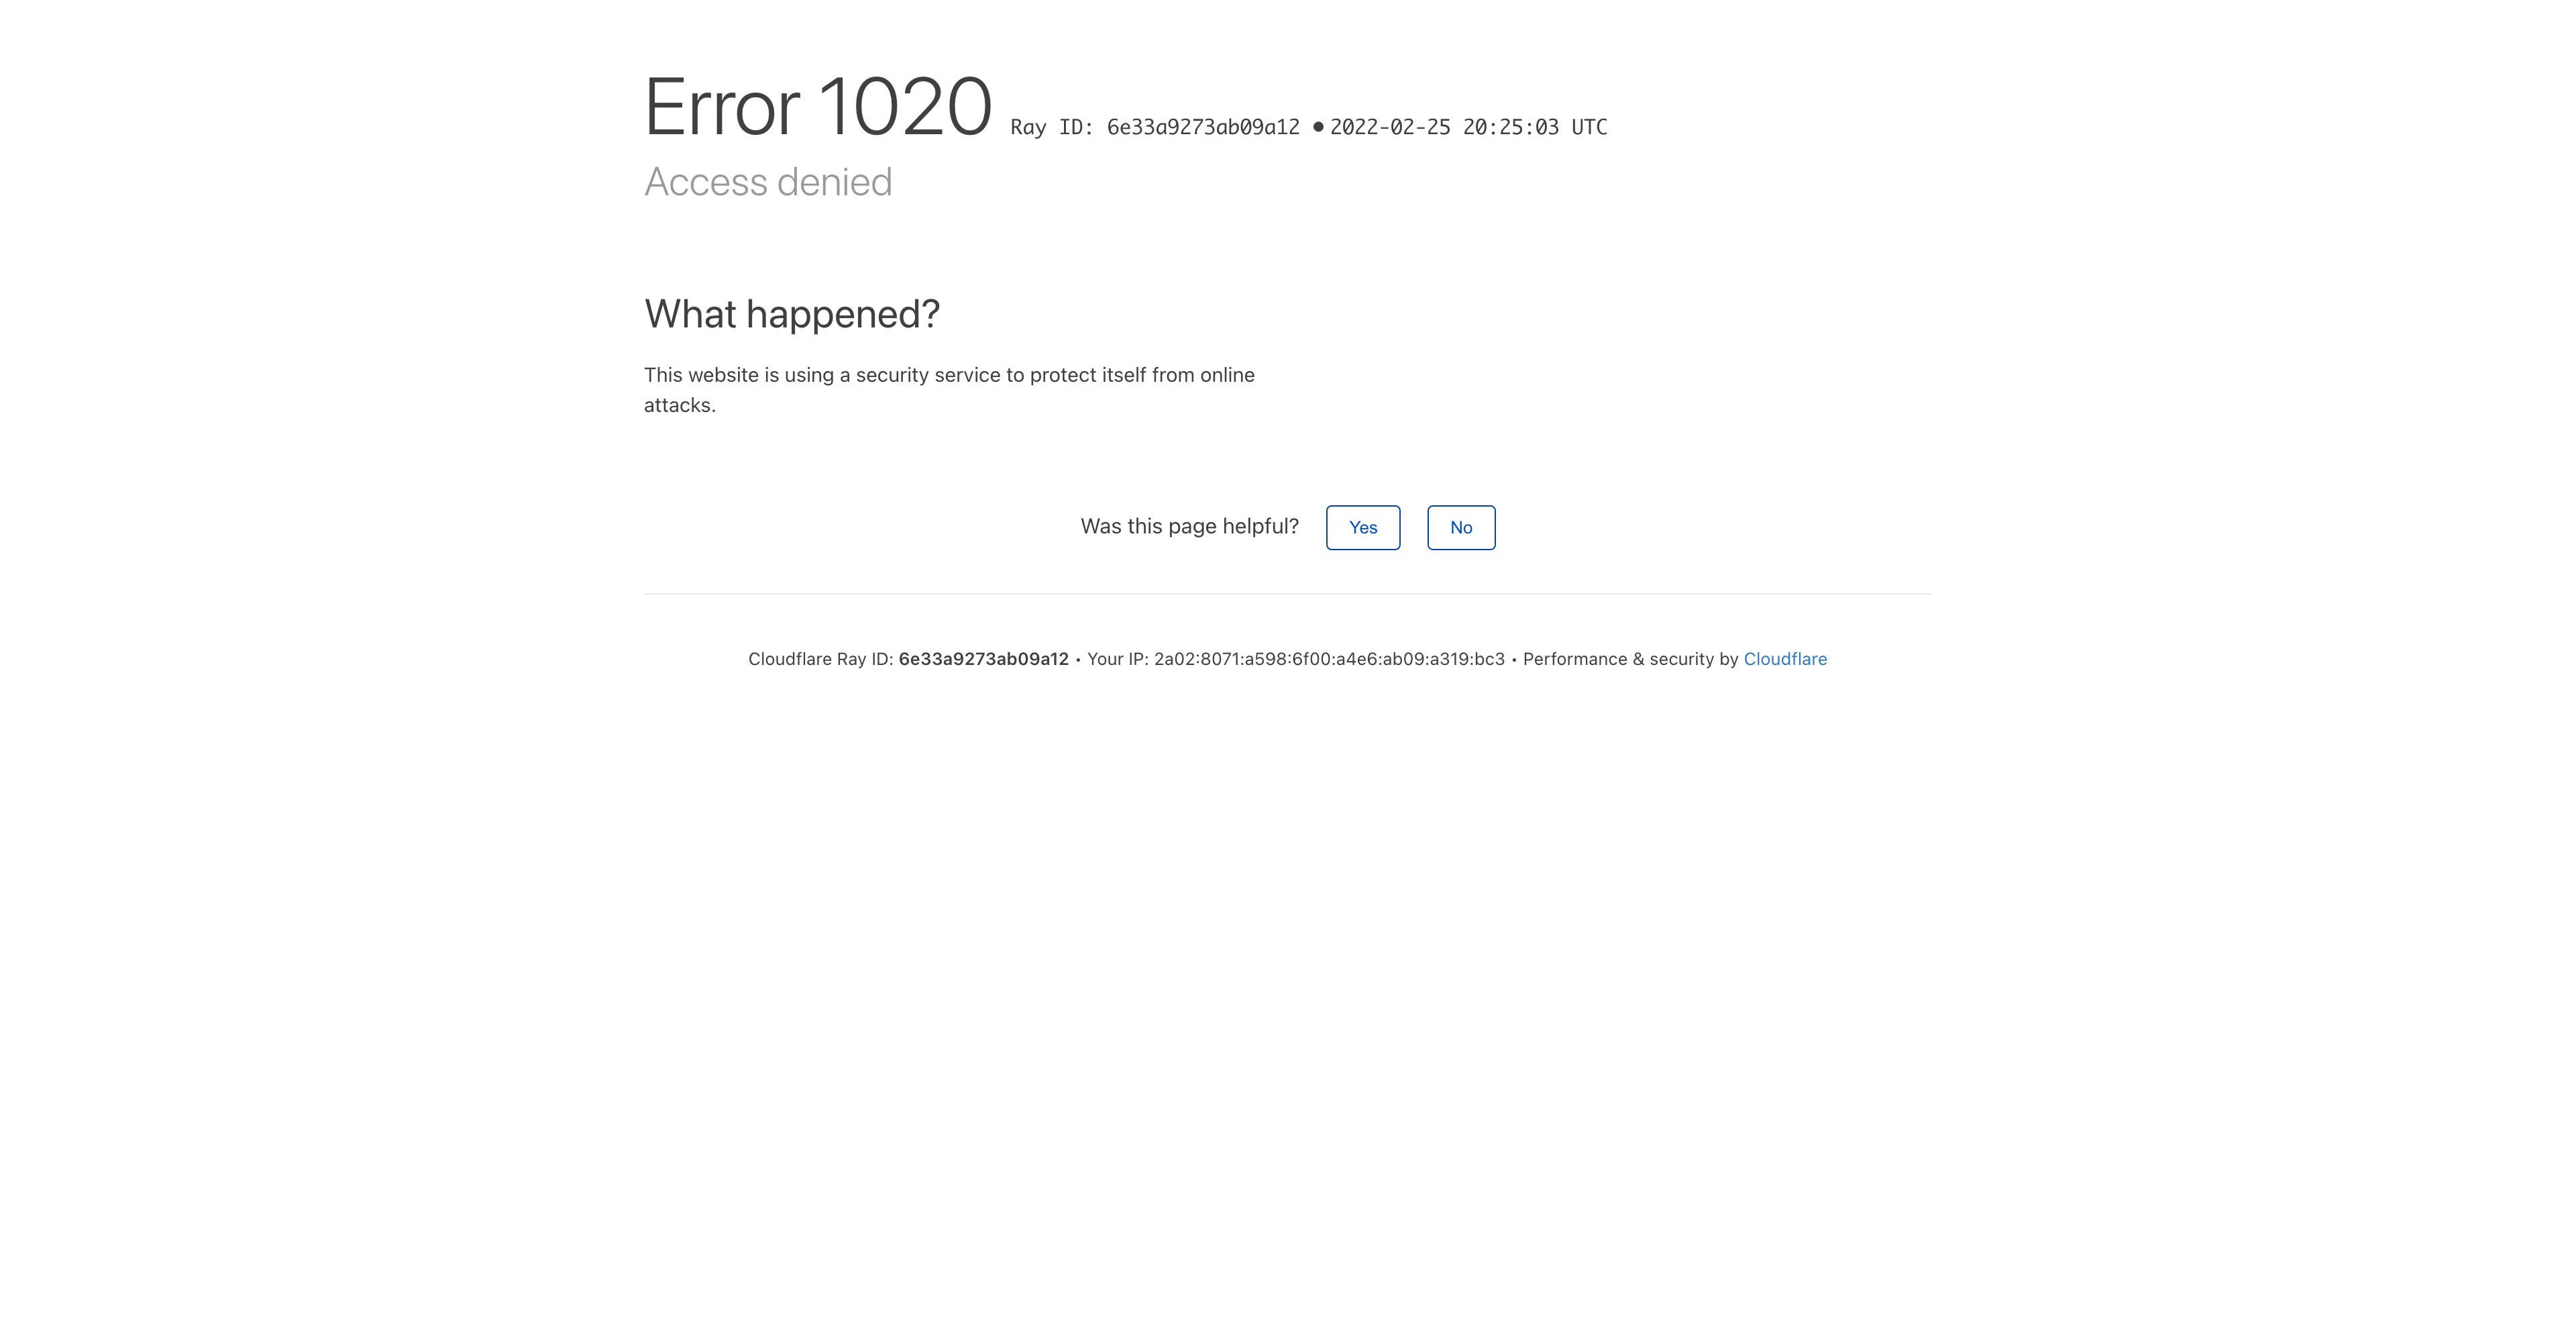 Error 1020 Ray ID: 6e33a9273ab09a12 • 2022-02-25 20:25:03 UTC
Access denied
What happened?
This website is using a security service to protect itself from online
attacks.
Was this page helpful? Yes No
Cloudflare Ray ID: 6e33a9273ab09a12 • Your IP: 2a02:8071:a598:6f00:a4e6:ab09:a319:bc3 • Performance & security by Cloudflare